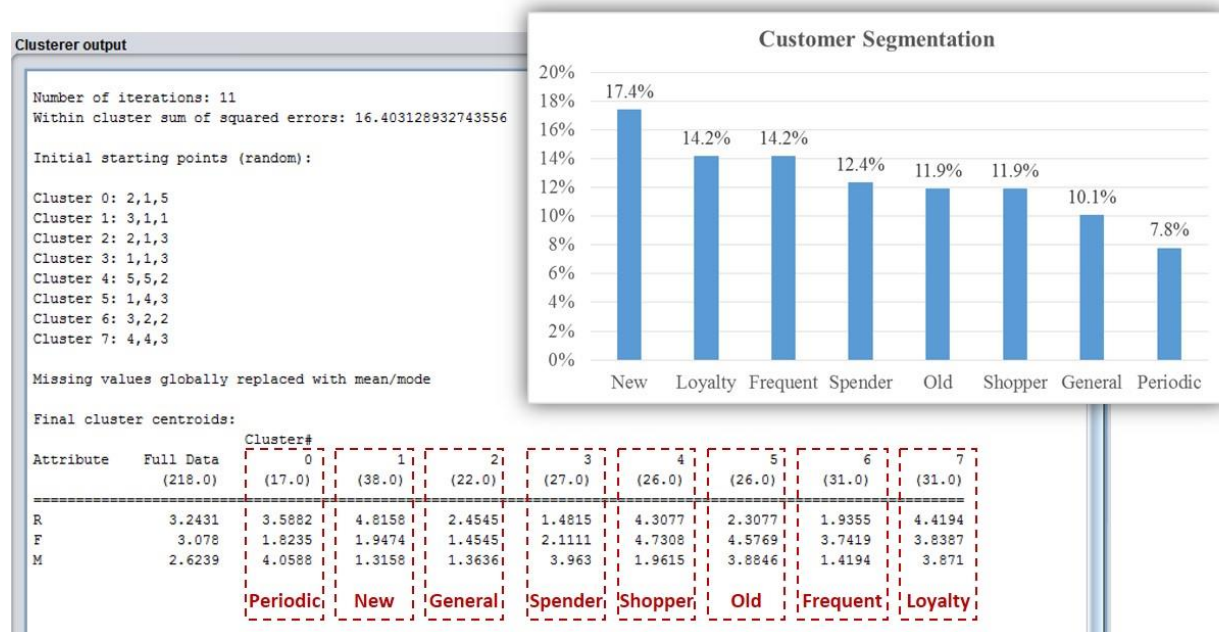 Clusterer output
Number of iterations: 11
Within cluster sum of squared errors: 16.403128932743556
Initial starting points (random):
Cluster 0: 2,1,5
Cluster 1: 3,1,1
Cluster 2: 2,1,3
Cluster 3: 1,1,3
Cluster 4: 5,5,2
Cluster 5: 1,4,3
Cluster 6: 3,2,2
Cluster 7: 4,4,3
Missing values globally replaced with mean/mode
Final cluster centroids:
Cluster#
Attribute Full Data 0 1 2 3 4 5 6 7
(218.0) (17.0) (38.0) (22.0) (27.0) (26.0) (26.0) (31.0) (31.0)
R 3.2431 3.5882 4.8158 2.4545 1.4815 4.3077 2.3077 1.9355 4.4194
F 3.078 1.8235 1.9474 1.4545 2.1111 4.7308 4.5769 3.7419 3.8387
M 2.6239 4.0588 1.3158 1.3636 3.963 1.9615 3.8846 1.4194 3.871
Periodic New General Spender Shopper Old Frequent Loyalty
Customer Segmentation
20%
18%
16%
14%
12%
10%
8%
6%
4%
2%
0%
17.4% 14.2% 14.2% 12.4% 11.9% 11.9% 10.1% 7.8%
New Loyalty Frequent Spender Old Shopper General Periodic